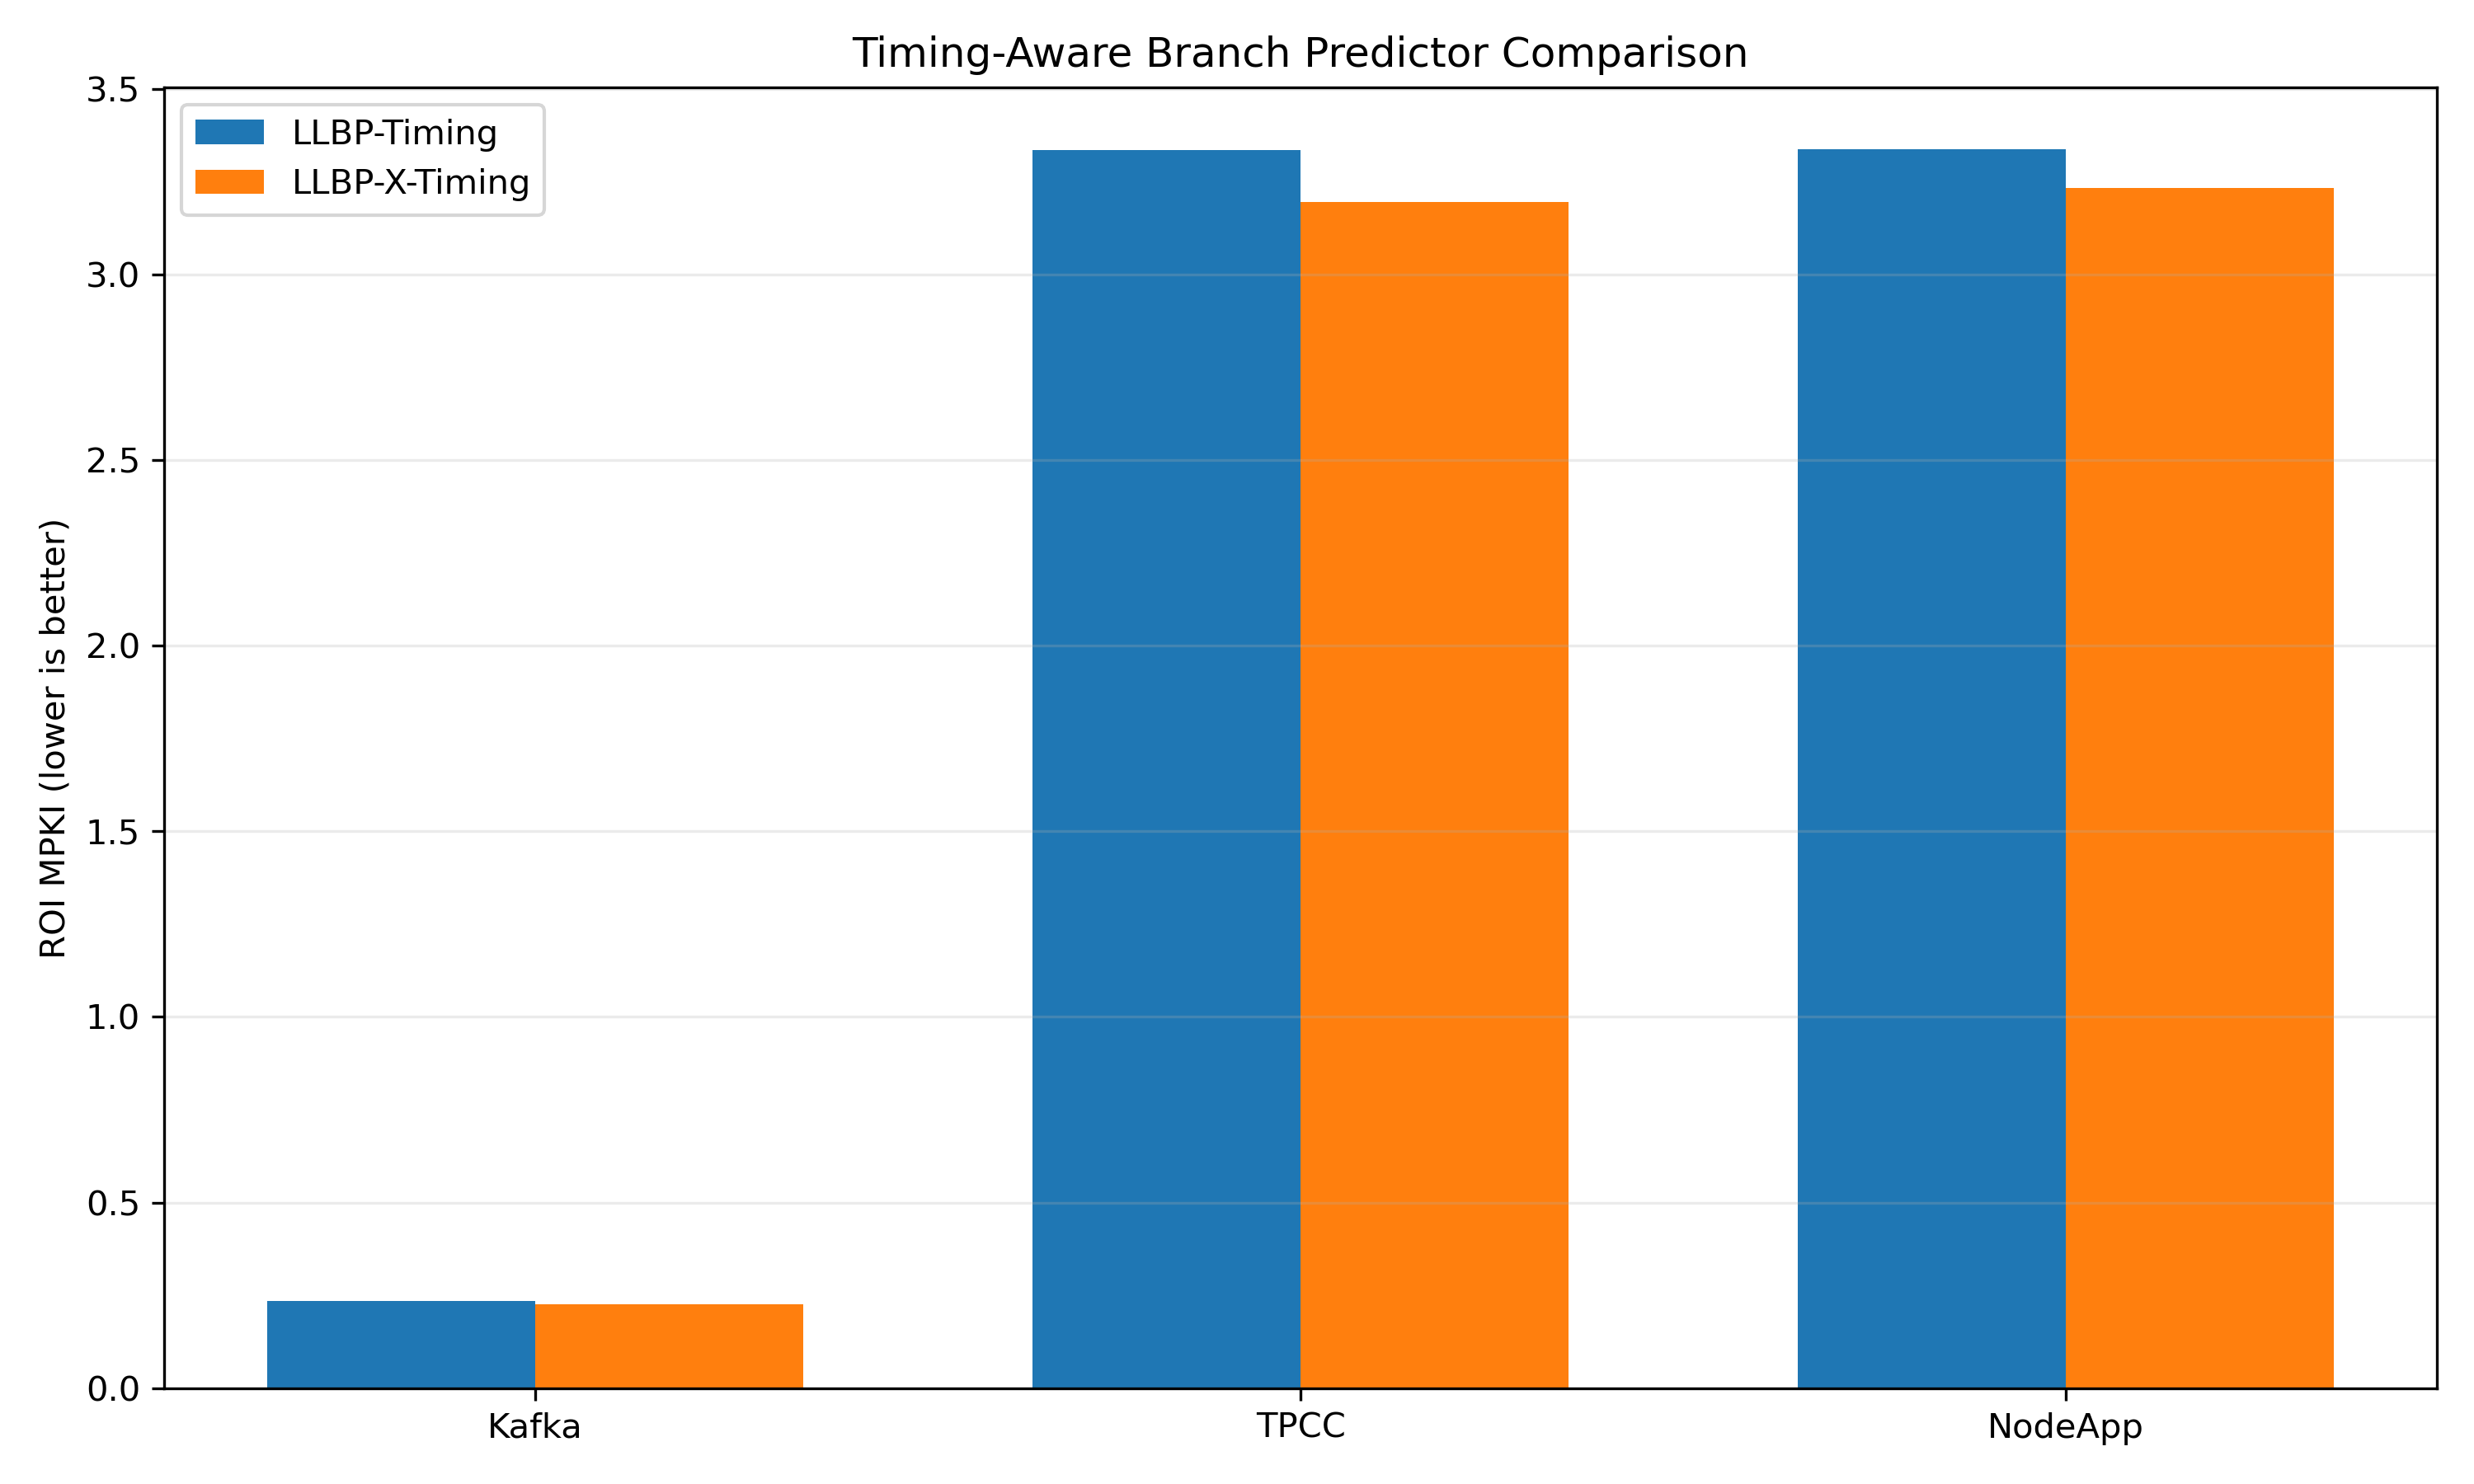 Timing-Aware Branch Predictor Comparison
LLBP-Timing
LLBP-X-Timing
ROI MPKI (lower is better)
3.5
3.0
2.5
2.0
1.5
1.0
0.5
0.0
Kafka
TPCC
NodeApp